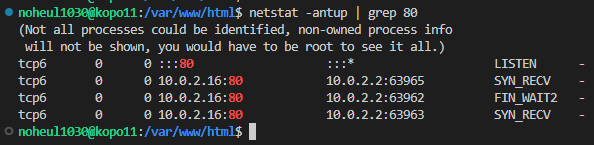 noheul1030@kopo11:/var/www/html$ netstat -antup | grep 80
(Not all processes could be identified, non-owned process info
 will not be shown, you would have to be root to see it all.)
tcp6       0      0 :::80                   :::*                    LISTEN      -
tcp6       0      0 10.0.2.16:80            10.0.2.2:63965          SYN_RECV    -
tcp6       0      0 10.0.2.16:80            10.0.2.2:63962          FIN_WAIT2   -
tcp6       0      0 10.0.2.16:80            10.0.2.2:63963          SYN_RECV    -
noheul1030@kopo11:/var/www/html$